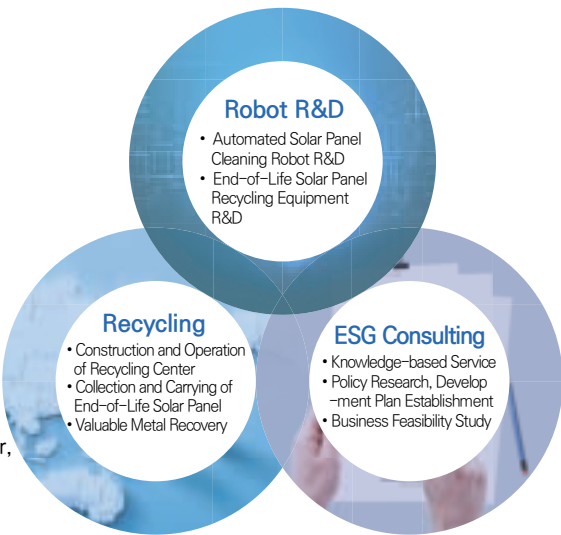 Robot R&D
• Automated Solar Panel
Cleaning Robot R&D
• End-of-Life Solar Panel
Recycling Equipment
R&D
Recycling
• Construction and Operation
of Recycling Center
• Collection and Carrying of
End-of-Life Solar Panel
• Valuable Metal Recovery
r,
ESG Consulting
• Knowledge-based Service
• Policy Research, Develop
-ment Plan Establishment
• Business Feasibility Study